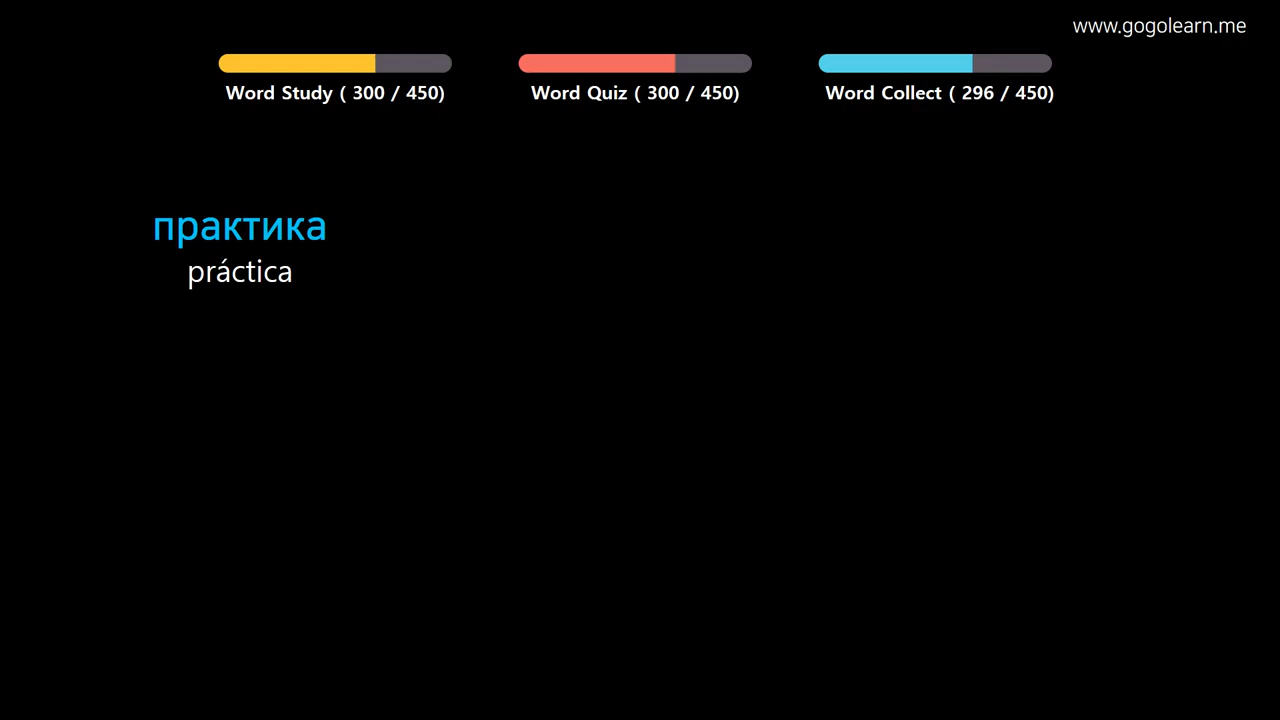 www.gogolearn.me
Word Study ( 300 / 450)
Word Quiz ( 300 / 450)
Word Collect ( 296 / 450)
практика
práctica